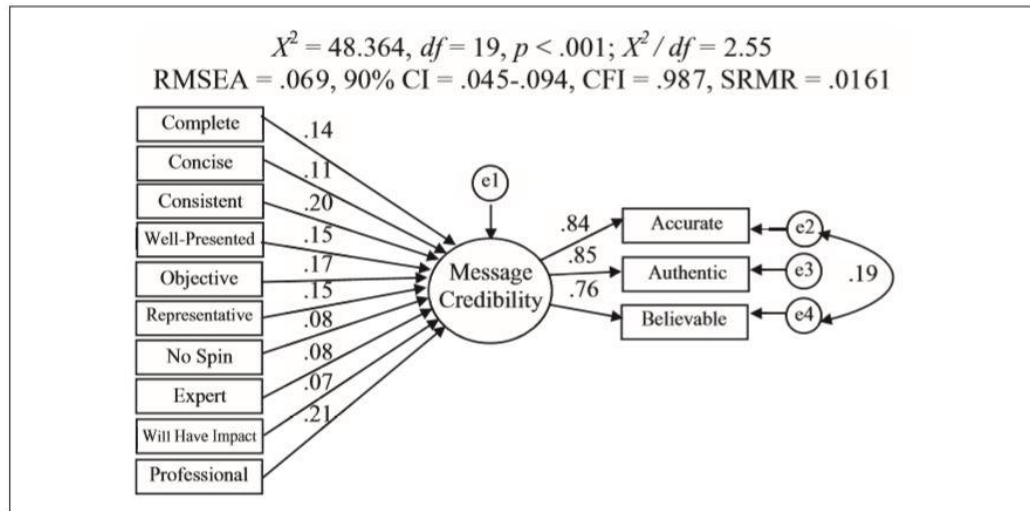 X² = 48.364, df = 19, p < .001; X² / df = 2.55
RMSEA = .069, 90% CI = .045-.094, CFI = .987, SRMR = .0161
Complete
.14
Concise
.11
Consistent
.20
Well-Presented
.15
Objective
.17
Representative
.15
No Spin
.08
Expert
.08
Will Have Impact
.07
Professional
.21
e1
Message
Credibility
.84
Accurate
e2
.85
Authentic
e3
.19
.76
Believable
e4